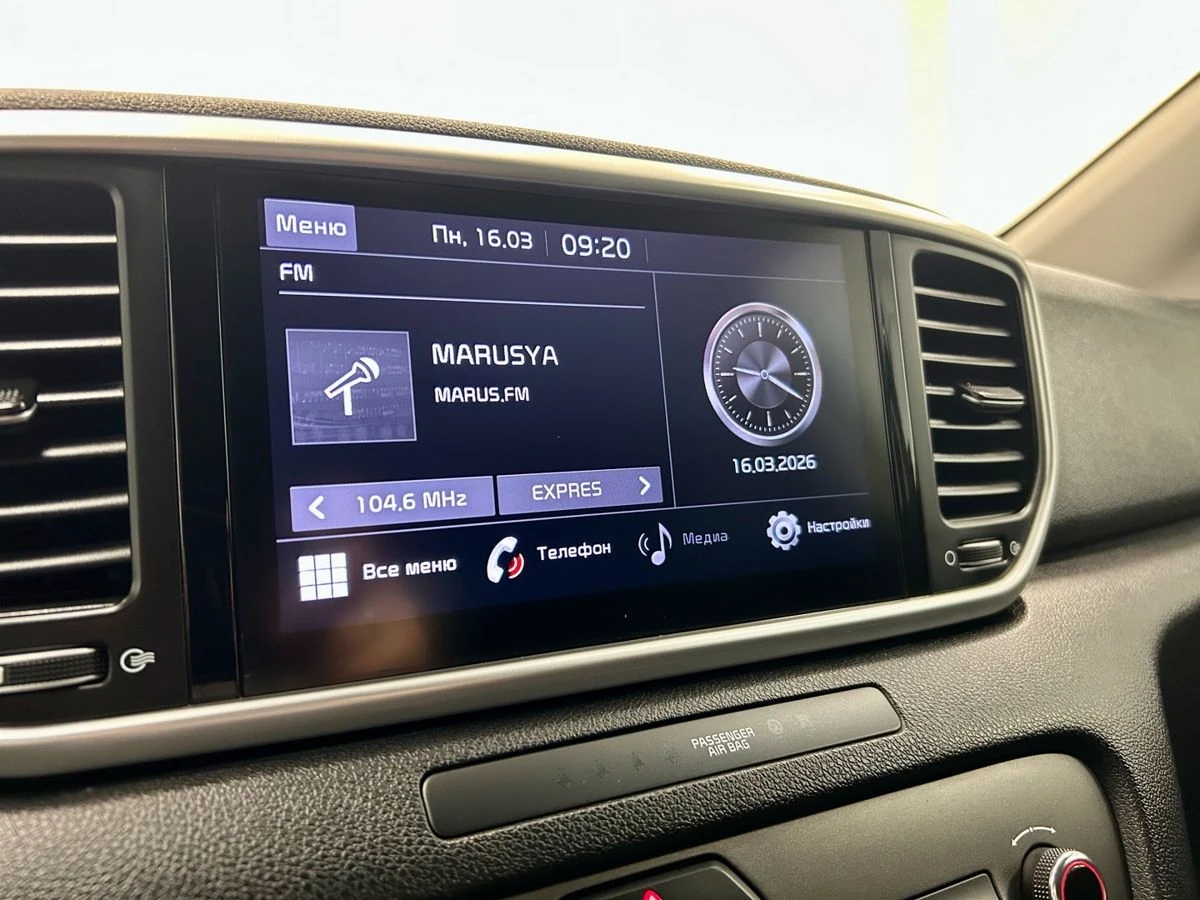 Меню
Пн, 16.03
09:20
FM
MARUSYA
MARUS.FM
16.03.2026
104.6 MHz
EXPRES
Все меню
Телефон
Медиа
Настройки
PASSENGER
AIR BAG